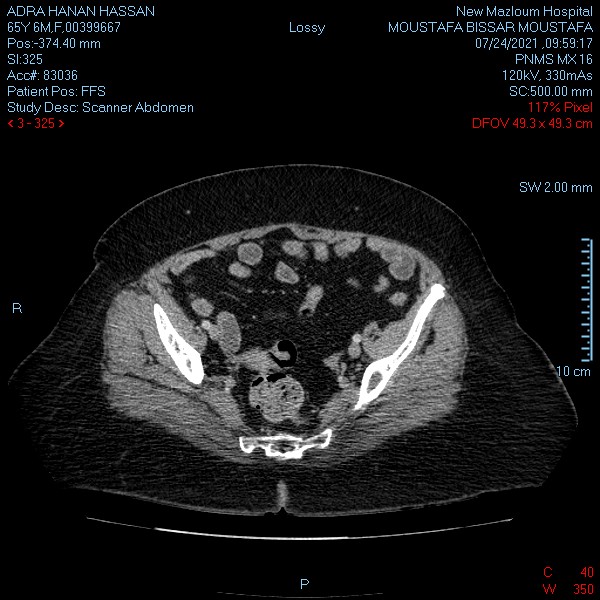 ADRA HANAN HASSAN
65Y 6M,F,00399667
Pos:-374.40 mm
SI:325
Acc#: 83036
Patient Pos: FFS
Study Desc: Scanner Abdomen
< 3 - 325 >
Lossy
New Mazloum Hospital
MOUSTAFA BISSAR MOUSTAFA
07/24/2021 ,09:59:17
PNMS MX 16
120kV, 330mAs
SC:500.00 mm
117% Pixel
DFOV 49.3 x 49.3 cm
SW 2.00 mm
R
10 cm
P
C 40
W 350